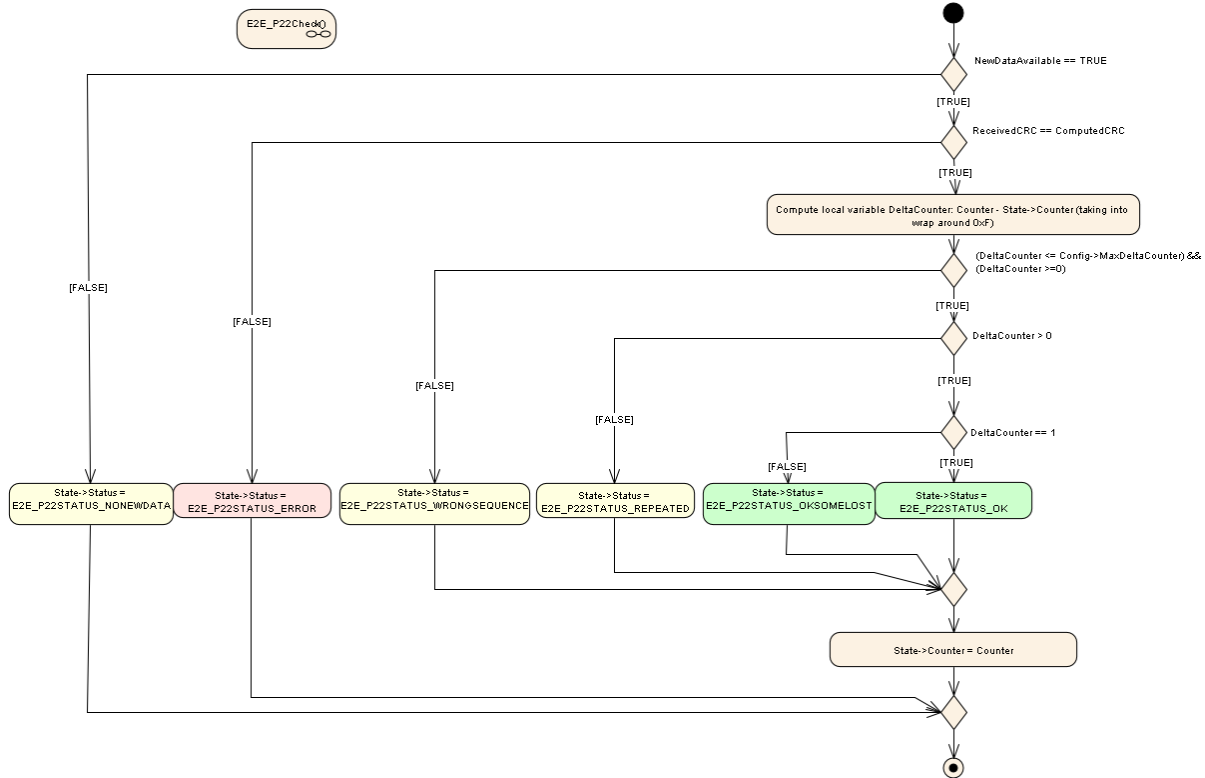 E2E_P22Check()
NewDataAvailable == TRUE
[TRUE]
ReceivedCRC == ComputedCRC
[TRUE]
Compute local variable DeltaCounter: Counter - State->Counter (taking into
wrap around 0xF)
(DeltaCounter <= Config->MaxDeltaCounter) &&
(DeltaCounter >=0)
[FALSE]
[TRUE]
[FALSE]
DeltaCounter > 0
[TRUE]
[FALSE]
[FALSE]
DeltaCounter == 1
[FALSE]
[TRUE]
State->Status =
E2E_P22STATUS_NONEWDATA
State->Status =
E2E_P22STATUS_ERROR
State->Status =
E2E_P22STATUS_WRONGSEQUENCE
State->Status =
E2E_P22STATUS_REPEATED
State->Status =
E2E_P22STATUS_OKSOMELOST
State->Status =
E2E_P22STATUS_OK
State->Counter = Counter